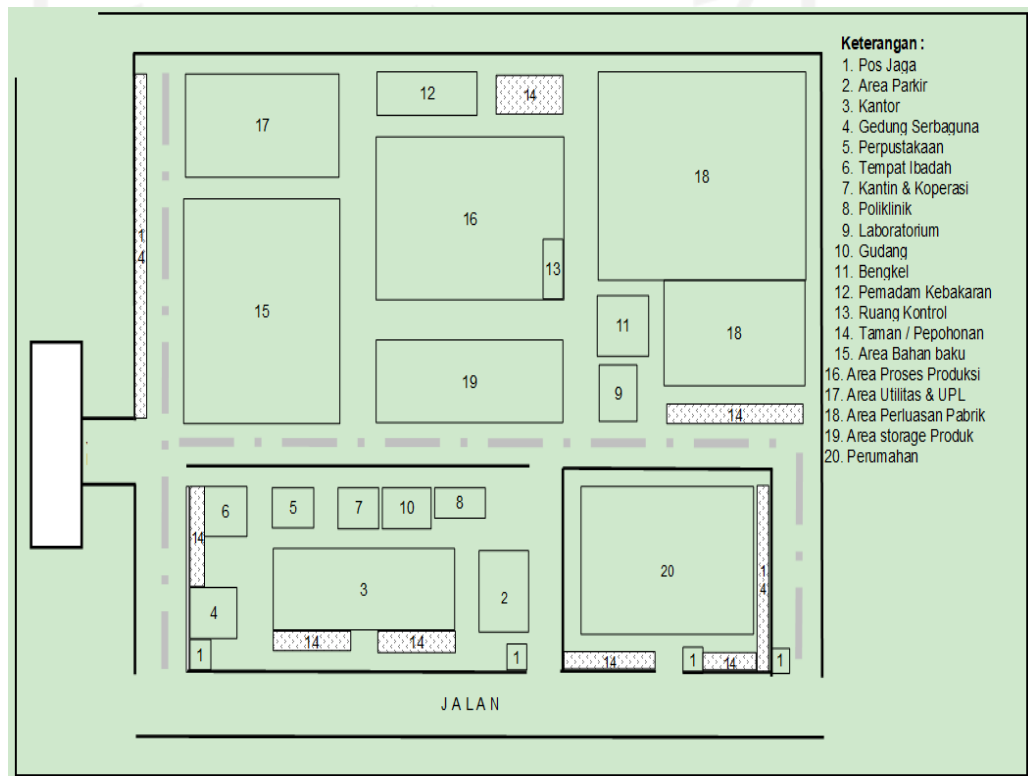 Keterangan :
1. Pos Jaga
2. Area Parkir
3. Kantor
4. Gedung Serbaguna
5. Perpustakaan
6. Tempat Ibadah
7. Kantin & Koperasi
8. Poliklinik
9. Laboratorium
10. Gudang
11. Bengkel
12. Pemadam Kebakaran
13. Ruang Kontrol
14. Taman / Pepohonan
15. Area Bahan baku
16. Area Proses Produksi
17. Area Utilitas & UPL
18. Area Perluasan Pabrik
19. Area storage Produk
20. Perumahan
12
14
17
18
16
14
13
15
11
18
19
9
14
6
5
7
10
8
14
20
14
3
2
4
14
14
1
1
14
1
14
1
JALAN